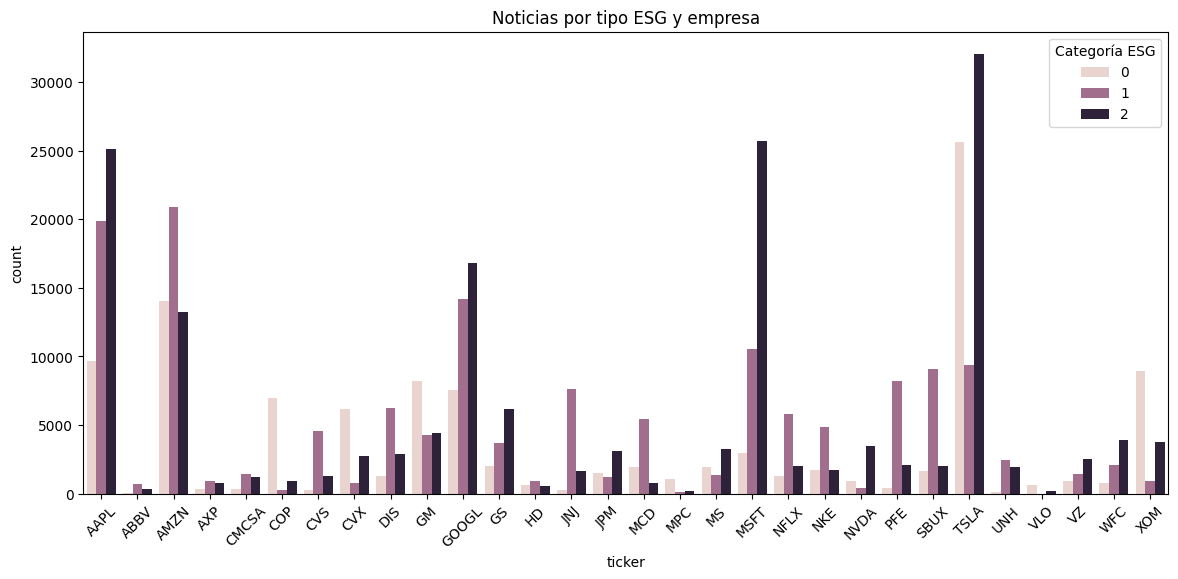 Noticias por tipo ESG y empresa
Categoría ESG
0
1
2
count
30000
25000
20000
15000
10000
5000
0
AAPL
ABBV
AMZN
AXP
CMCSA
COP
CVS
CVX
DIS
GM
GOOGL
GS
HD
JNJ
JPM
MCD
MPC
MS
MSFT
NFLX
NKE
NVDA
PFE
SBUX
TSLA
UNH
VLO
VZ
WFC
XOM
ticker